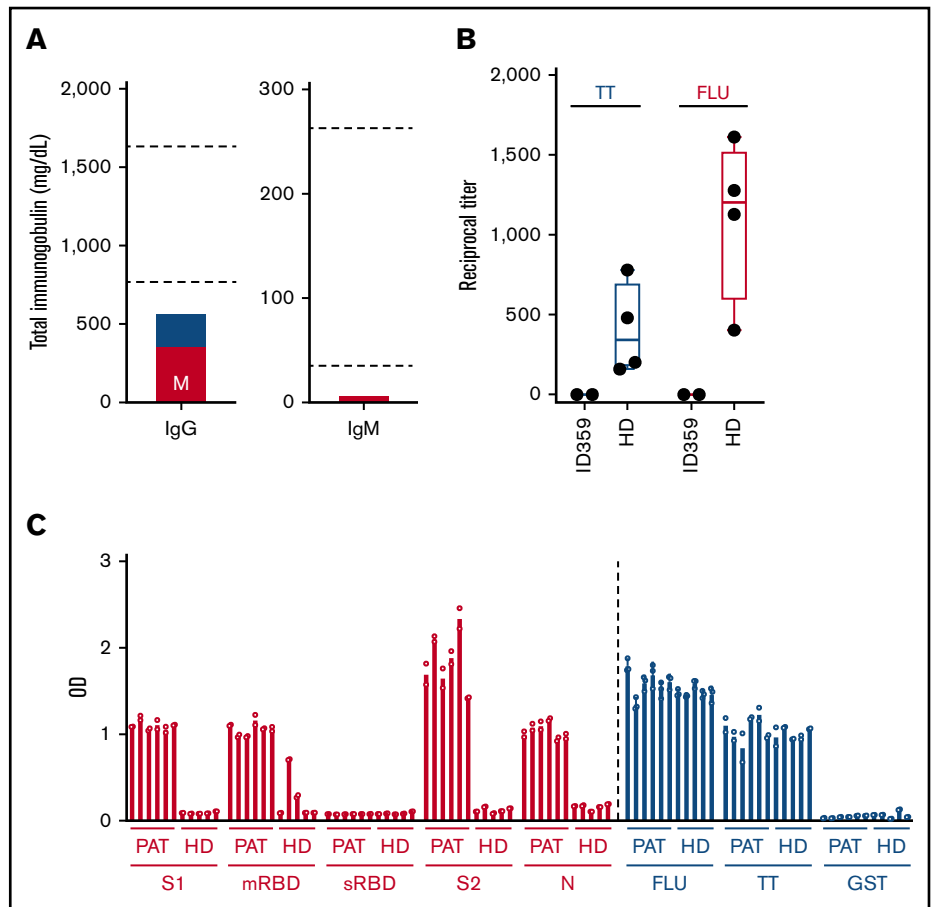 A
Total immunogobulin (mg/dL)
2,000
1,500
1,000
500
0
M
IgG
300
200
100
0
IgM
B
Reciprocal titer
2,000
1,500
1,000
500
0
TT
FLU
ID359
HD
ID359
HD
C
OD
3
2
1
0
PAT HD PAT HD PAT HD PAT HD PAT HD PAT HD PAT HD PAT HD
S1 mRBD sRBD S2 N FLU TT GST